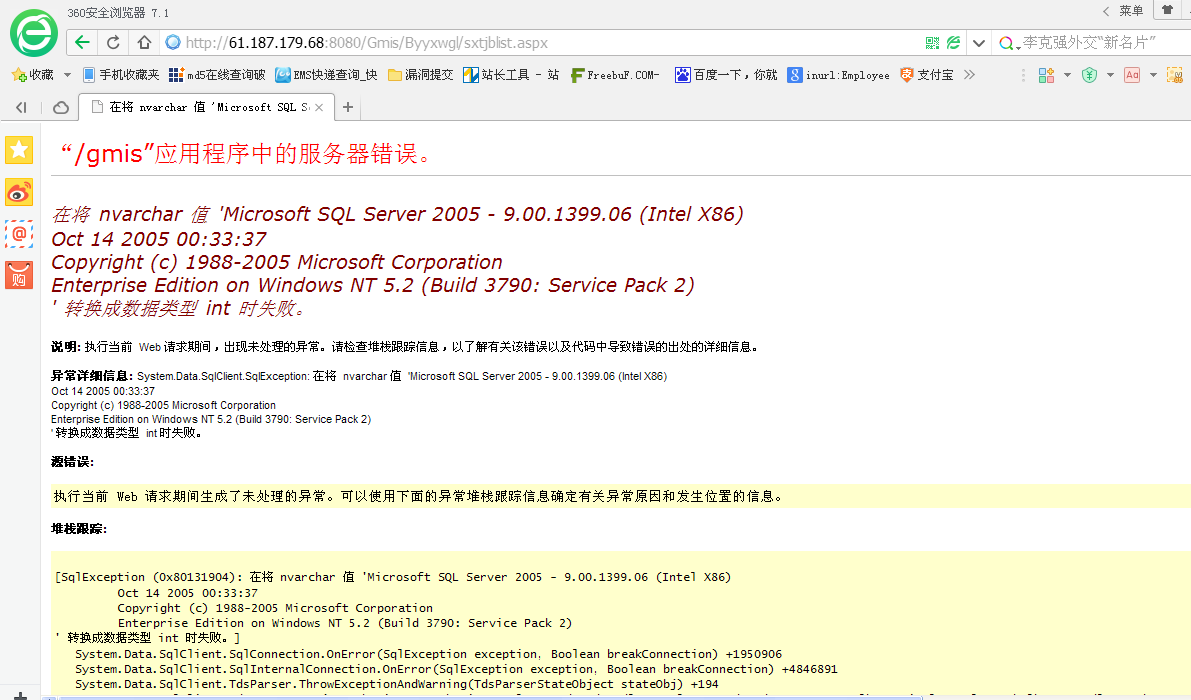 360安全浏览器 7.1
菜单
http://61.187.179.68:8080/Gmis/Byyxwgl/sxtjblist.aspx
李克强外交“新名片”
收藏 手机收藏夹 md5在线查询破 EMS快递查询_快 漏洞提交 站长工具 - 站 FreebuF.COM- 百度一下，你就 inurl:Employee 支付宝
在将 nvarchar 值 'Microsoft SQL S
“/gmis”应用程序中的服务器错误。
在将 nvarchar 值 'Microsoft SQL Server 2005 - 9.00.1399.06 (Intel X86)
Oct 14 2005 00:33:37
Copyright (c) 1988-2005 Microsoft Corporation
Enterprise Edition on Windows NT 5.2 (Build 3790: Service Pack 2)
' 转换成数据类型 int 时失败。
说明: 执行当前 Web 请求期间，出现未处理的异常。请检查堆栈跟踪信息，以了解有关该错误以及代码中导致错误的出处的详细信息。
异常详细信息: System.Data.SqlClient.SqlException: 在将 nvarchar 值 'Microsoft SQL Server 2005 - 9.00.1399.06 (Intel X86)
Oct 14 2005 00:33:37
Copyright (c) 1988-2005 Microsoft Corporation
Enterprise Edition on Windows NT 5.2 (Build 3790: Service Pack 2)
' 转换成数据类型 int 时失败。
源错误:
执行当前 Web 请求期间生成了未处理的异常。可以使用下面的异常堆栈跟踪信息确定有关异常原因和发生位置的信息。
堆栈跟踪:
[SqlException (0x80131904): 在将 nvarchar 值 'Microsoft SQL Server 2005 - 9.00.1399.06 (Intel X86)
Oct 14 2005 00:33:37
Copyright (c) 1988-2005 Microsoft Corporation
Enterprise Edition on Windows NT 5.2 (Build 3790: Service Pack 2)
' 转换成数据类型 int 时失败。]
System.Data.SqlClient.SqlConnection.OnError(SqlException exception, Boolean breakConnection) +1950906
System.Data.SqlClient.SqlInternalConnection.OnError(SqlException exception, Boolean breakConnection) +4846891
System.Data.SqlClient.TdsParser.ThrowExceptionAndWarning(TdsParserStateObject stateObj) +194